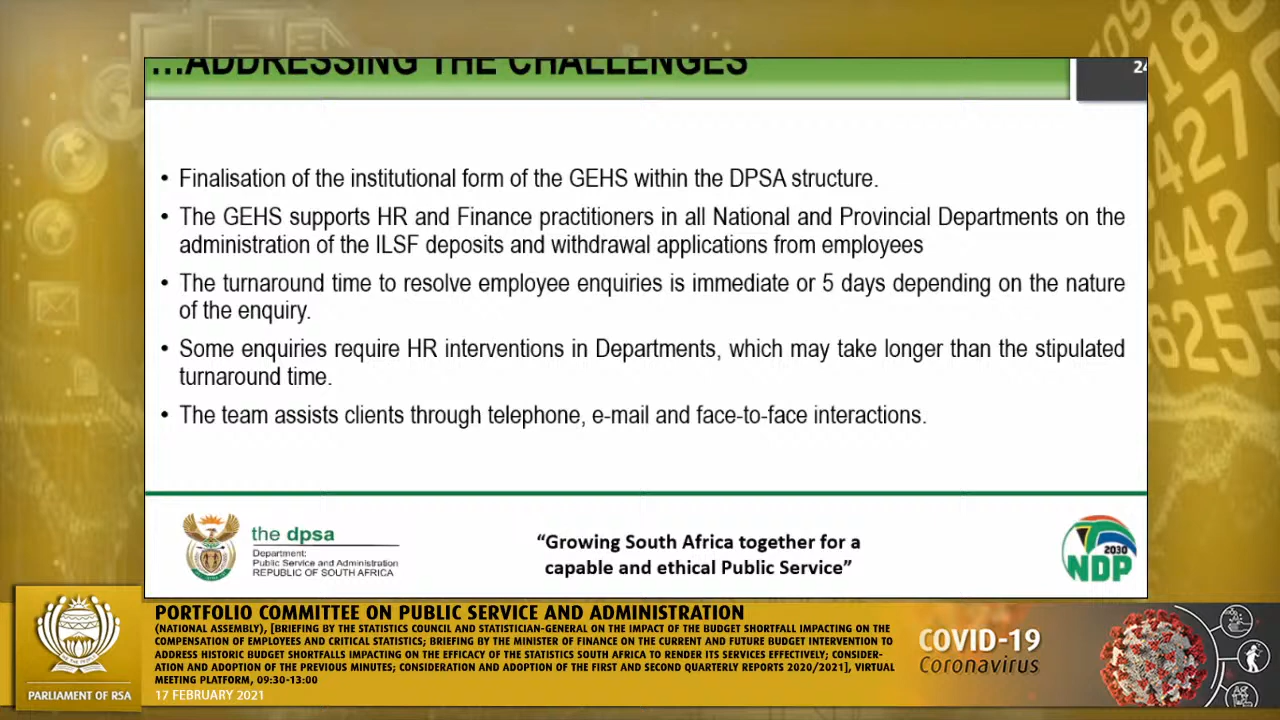 ...ADDRESSING THE CHALLENGES
24
• Finalisation of the institutional form of the GEHS within the DPSA structure.
• The GEHS supports HR and Finance practitioners in all National and Provincial Departments on the
administration of the ILSF deposits and withdrawal applications from employees
• The turnaround time to resolve employee enquiries is immediate or 5 days depending on the nature
of the enquiry.
• Some enquiries require HR interventions in Departments, which may take longer than the stipulated
turnaround time.
• The team assists clients through telephone, e-mail and face-to-face interactions.
the dpsa
Department:
Public Service and Administration
REPUBLIC OF SOUTH AFRICA
“Growing South Africa together for a
capable and ethical Public Service”
2030
NDP
PORTFOLIO COMMITTEE ON PUBLIC SERVICE AND ADMINISTRATION
(NATIONAL ASSEMBLY), [BRIEFING BY THE STATISTICS COUNCIL AND STATISTICIAN-GENERAL ON THE IMPACT OF THE BUDGET SHORTFALL IMPACTING ON THE
COMPENSATION OF EMPLOYEES AND CRITICAL STATISTICS; BRIEFING BY THE MINISTER OF FINANCE ON THE CURRENT AND FUTURE BUDGET INTERVENTION TO
ADDRESS HISTORIC BUDGET SHORTFALLS IMPACTING ON THE EFFICACY OF THE STATISTICS SOUTH AFRICA TO RENDER ITS SERVICES EFFECTIVELY; CONSIDER-
ATION AND ADOPTION OF THE PREVIOUS MINUTES; CONSIDERATION AND ADOPTION OF THE FIRST AND SECOND QUARTERLY REPORTS 2020/2021], VIRTUAL
MEETING PLATFORM, 09:30-13:00
17 FEBRUARY 2021
PARLIAMENT OF RSA
COVID-19
Coronavirus